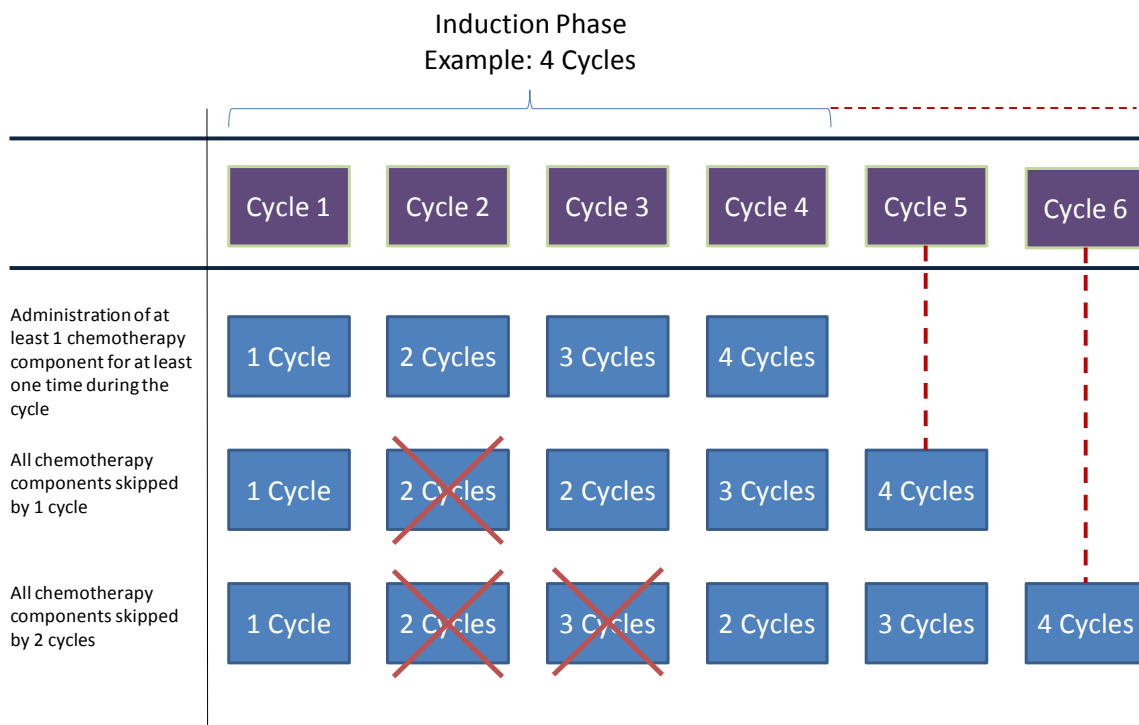 Induction Phase
Example: 4 Cycles
Cycle 1
Cycle 2
Cycle 3
Cycle 4
Cycle 5
Cycle 6
Administration of at
least 1 chemotherapy
component for at least
one time during the
cycle
1 Cycle
2 Cycles
3 Cycles
4 Cycles
All chemotherapy
components skipped
by 1 cycle
1 Cycle
2 Cycles
2 Cycles
3 Cycles
4 Cycles
All chemotherapy
components skipped
by 2 cycles
1 Cycle
2 Cycles
3 Cycles
2 Cycles
3 Cycles
4 Cycles